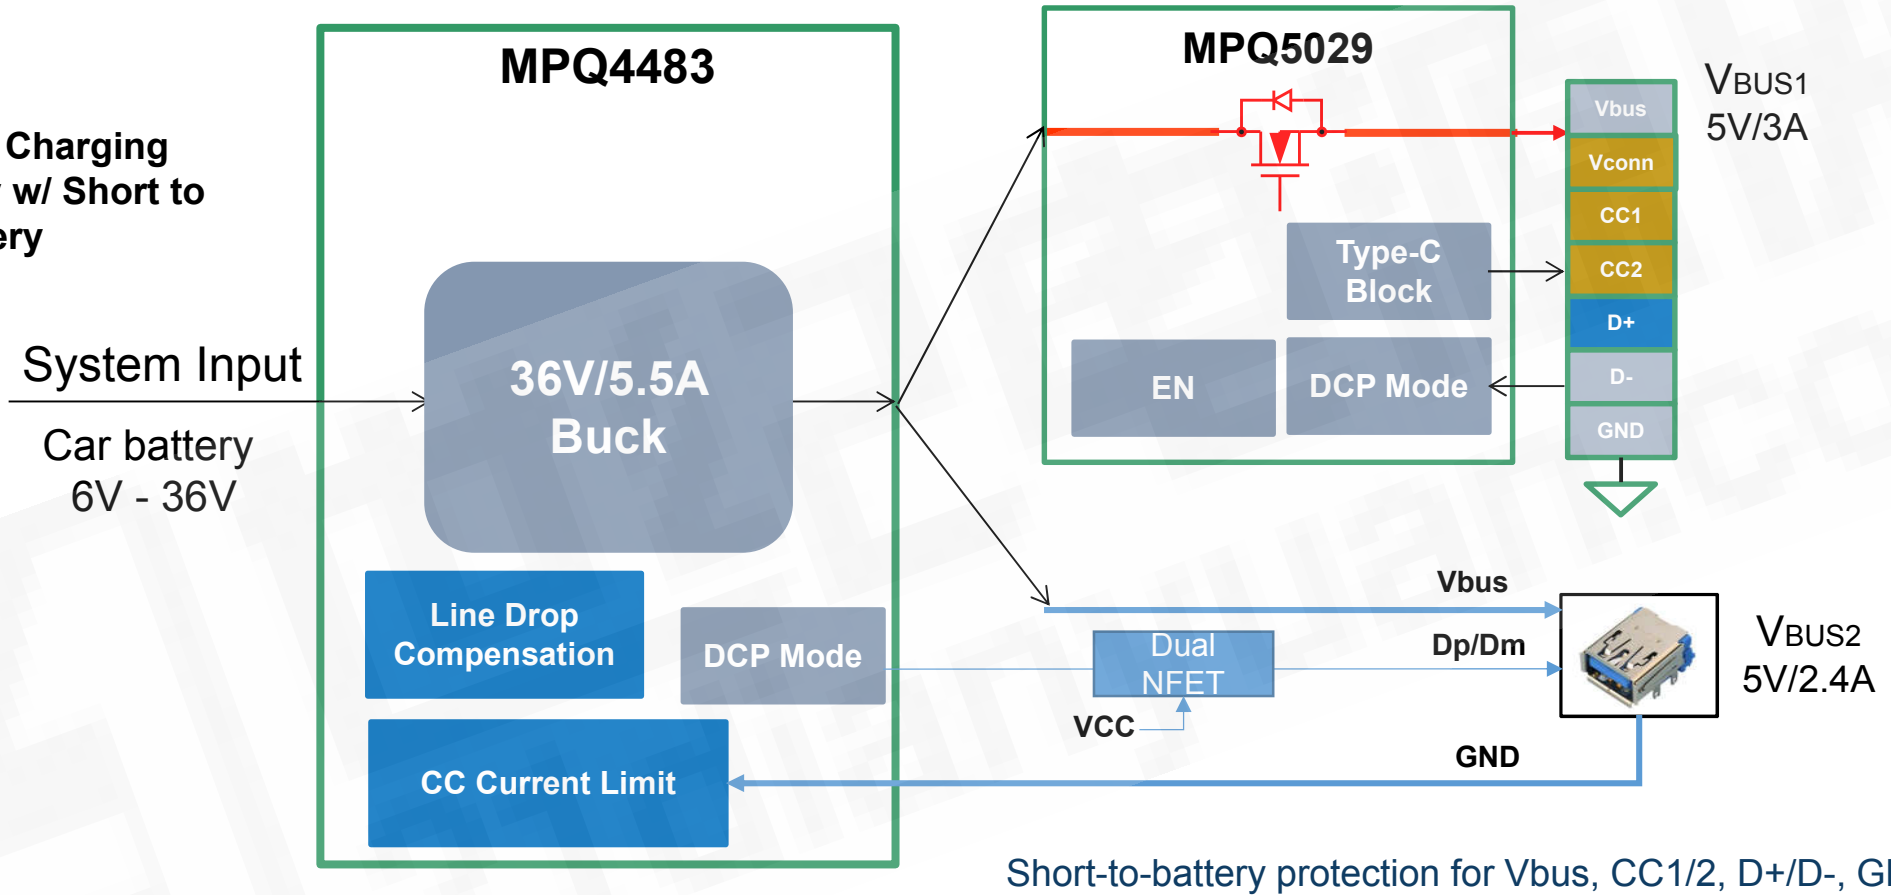 MPQ4483
Charging
w/ Short to
System Input
Car battery
6V - 36V
36V/5.5A
Buck
Line Drop
Compensation
DCP Mode
CC Current Limit
MPQ5029
Type-C
Block
EN
DCP Mode
Vbus
Vconn
CC1
CC2
D+
D-
GND
VBUS1
5V/3A
Vbus
Dual
NFET
Dp/Dm
VCC
GND
VBUS2
5V/2.4A
Short-to-battery protection for Vbus, CC1/2, D+/D-,